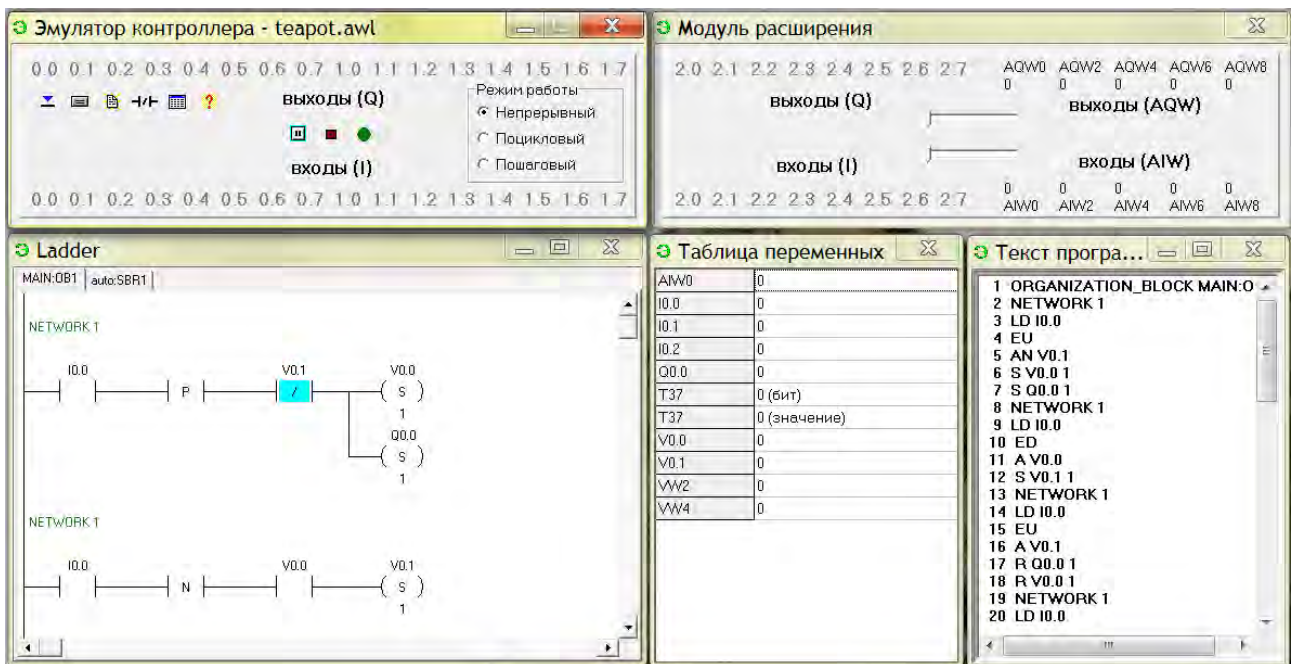 Эмулятор контроллера - teapot.awl
0.0 0.1 0.2 0.3 0.4 0.5 0.6 0.7 1.0 1.1 1.2 1.3 1.4 1.5 1.6 1.7
выходы (Q)
Режим работы
Непрерывный
Поцикловый
Пошаговый
входы (I)
0.0 0.1 0.2 0.3 0.4 0.5 0.6 0.7 1.0 1.1 1.2 1.3 1.4 1.5 1.6 1.7
Модуль расширения
2.0 2.1 2.2 2.3 2.4 2.5 2.6 2.7
AQW0 AQW2 AQW4 AQW6 AQW8
0 0 0 0 0
выходы (Q)
выходы (AQW)
входы (I)
входы (AIW)
0 0 0 0 0
2.0 2.1 2.2 2.3 2.4 2.5 2.6 2.7
AIW0 AIW2 AIW4 AIW6 AIW8
Ladder
MAIN:OB1 auto:SBR1
NETWORK 1
I0.0 V0.1 V0.0
P / S
1
Q0.0
S
1
NETWORK 1
I0.0 V0.0 V0.1
N S
1
Таблица переменных
AIW0 0
I0.0 0
I0.1 0
I0.2 0
Q0.0 0
T37 0 (бит)
T37 0 (значение)
V0.0 0
V0.1 0
VW2 0
VW4 0
Текст програ...
1 ORGANIZATION_BLOCK MAIN:O
2 NETWORK 1
3 LD I0.0
4 EU
5 AN V0.1
6 S V0.0 1
7 S Q0.0 1
8 NETWORK 1
9 LD I0.0
10 ED
11 A V0.0
12 S V0.1 1
13 NETWORK 1
14 LD I0.0
15 EU
16 A V0.1
17 R Q0.0 1
18 R V0.0 1
19 NETWORK 1
20 LD I0.0